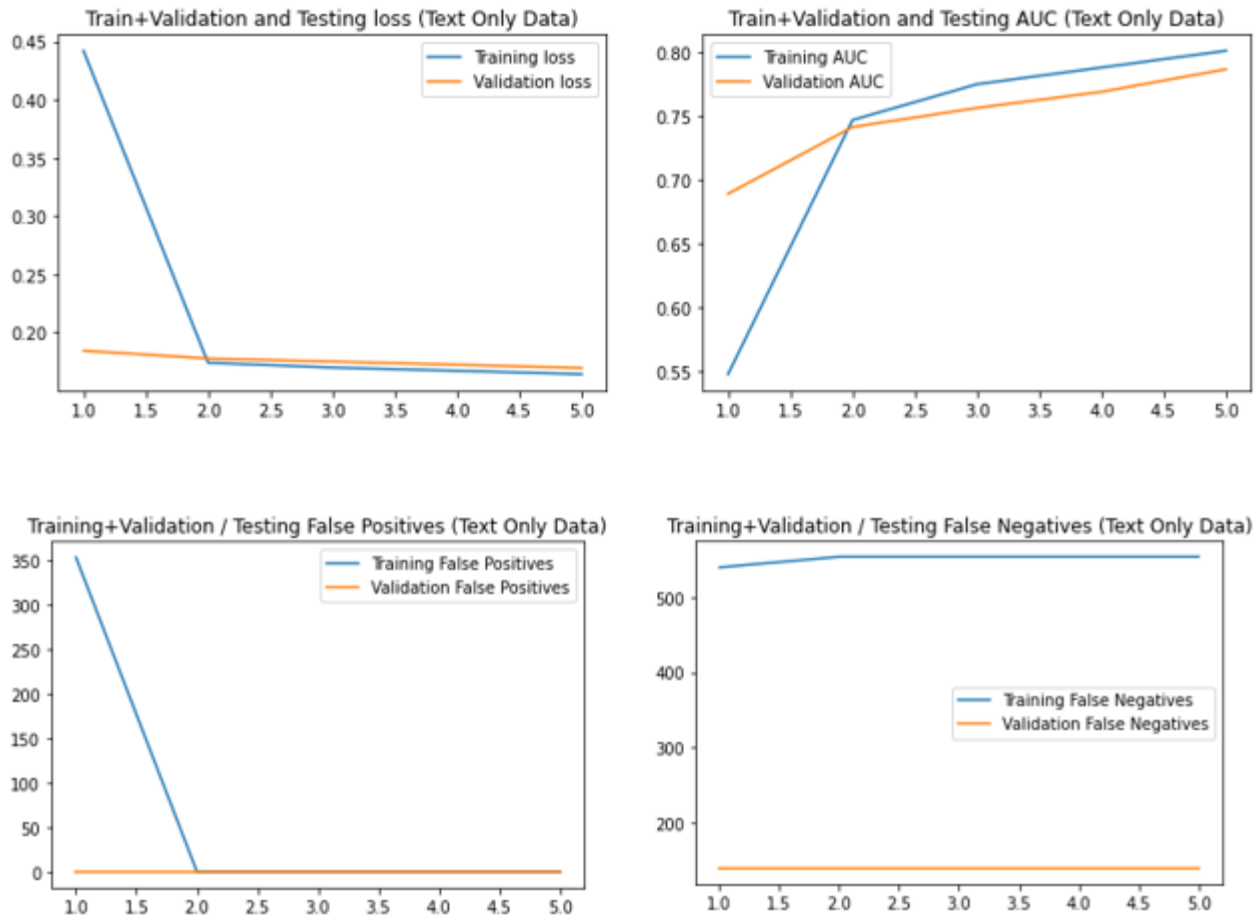 Train+Validation and Testing loss (Text Only Data)
0.45
0.40
0.35
0.30
0.25
0.20
Training loss
Validation loss
1.0 1.5 2.0 2.5 3.0 3.5 4.0 4.5 5.0
Train+Validation and Testing AUC (Text Only Data)
0.80
0.75
0.70
0.65
0.60
0.55
Training AUC
Validation AUC
1.0 1.5 2.0 2.5 3.0 3.5 4.0 4.5 5.0
Training+Validation / Testing False Positives (Text Only Data)
350
300
250
200
150
100
50
0
Training False Positives
Validation False Positives
1.0 1.5 2.0 2.5 3.0 3.5 4.0 4.5 5.0
Training+Validation / Testing False Negatives (Text Only Data)
500
400
300
200
Training False Negatives
Validation False Negatives
1.0 1.5 2.0 2.5 3.0 3.5 4.0 4.5 5.0